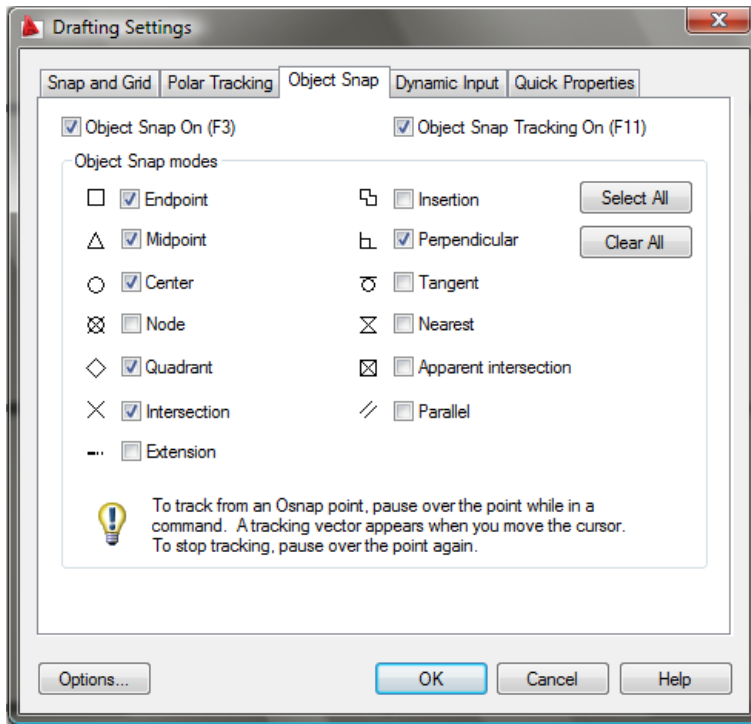 Drafting Settings
Snap and Grid Polar Tracking Object Snap Dynamic Input Quick Properties
Object Snap On (F3) Object Snap Tracking On (F11)
Object Snap modes
Endpoint Insertion Select All
Midpoint Perpendicular Clear All
Center Tangent
Node Nearest
Quadrant Apparent intersection
Intersection Parallel
Extension
To track from an Osnap point, pause over the point while in a
command. A tracking vector appears when you move the cursor.
To stop tracking, pause over the point again.
Options... OK Cancel Help